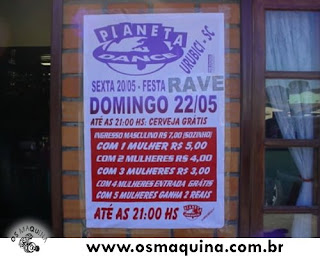 PLANETA
DANCE
URUBICI - SC
SEXTA 20/05 - FESTA RAVE
DOMINGO 22/05
ATÉ AS 21:00 HS: CERVEJA GRÁTIS
INGRESSO MASCULINO R$ 7,00 (SOZINHO)
COM 1 MULHER R$ 5,00
COM 2 MULHERES R$ 4,00
COM 3 MULHERES R$ 3,00
COM 4 MULHERES ENTRADA GRÁTIS
COM 5 MULHERES GANHA 2 REAIS
ATÉ AS 21:00 HS
PLANETA
DANCE
OS MAQUINA
www.osmaquina.com.br